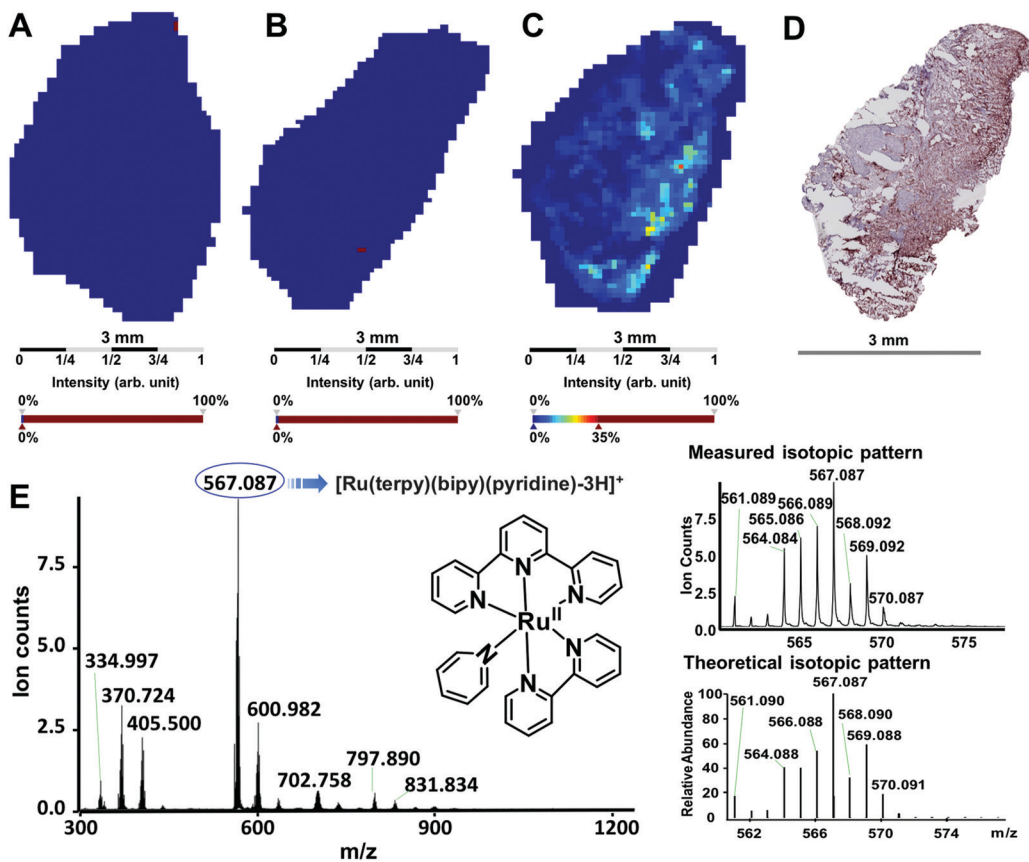 A
B
C
D
3 mm
0 1/4 1/2 3/4 1
Intensity (arb. unit)
0% 100%
0%
3 mm
0 1/4 1/2 3/4 1
Intensity (arb. unit)
0% 100%
0%
3 mm
0 1/4 1/2 3/4 1
Intensity (arb. unit)
0% 100%
0% 35%
3 mm
E
567.087 [Ru(terpy)(bipy)(pyridine)-3H]+
Ion counts
7.5
5.0
2.5
0.0
334.997
370.724
405.500
600.982
702.758
797.890
831.834
300 600 900 1200
m/z
N
N N
RuII
N
N
N
Measured isotopic pattern
567.087
561.089
566.089
565.086
564.084
568.092
569.092
570.087
Ion Counts
7.5
5.0
2.5
0.0
565 570 575
Theoretical isotopic pattern
567.087
561.090
566.088
564.088
568.090
569.088
570.091
Relative Abundance
100
80
60
40
20
0
562 566 570 574 m/z